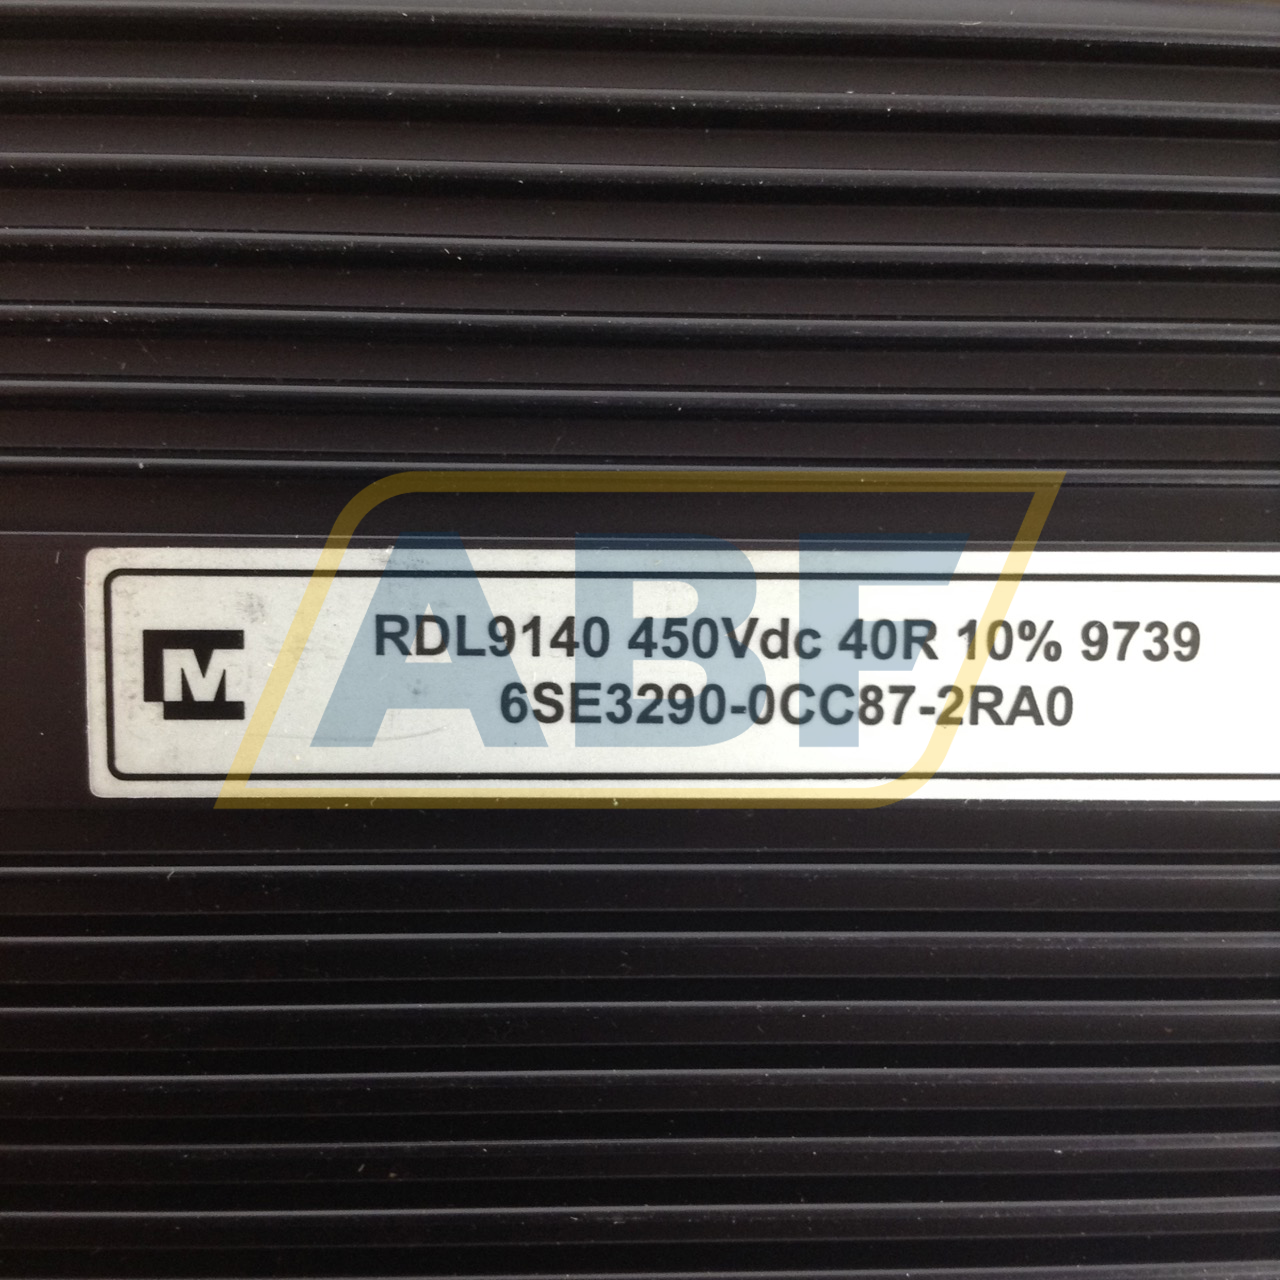 RDL9140 450Vdc 40R 10% 9739
6SE3290-0CC87-2RA0
M
ABF